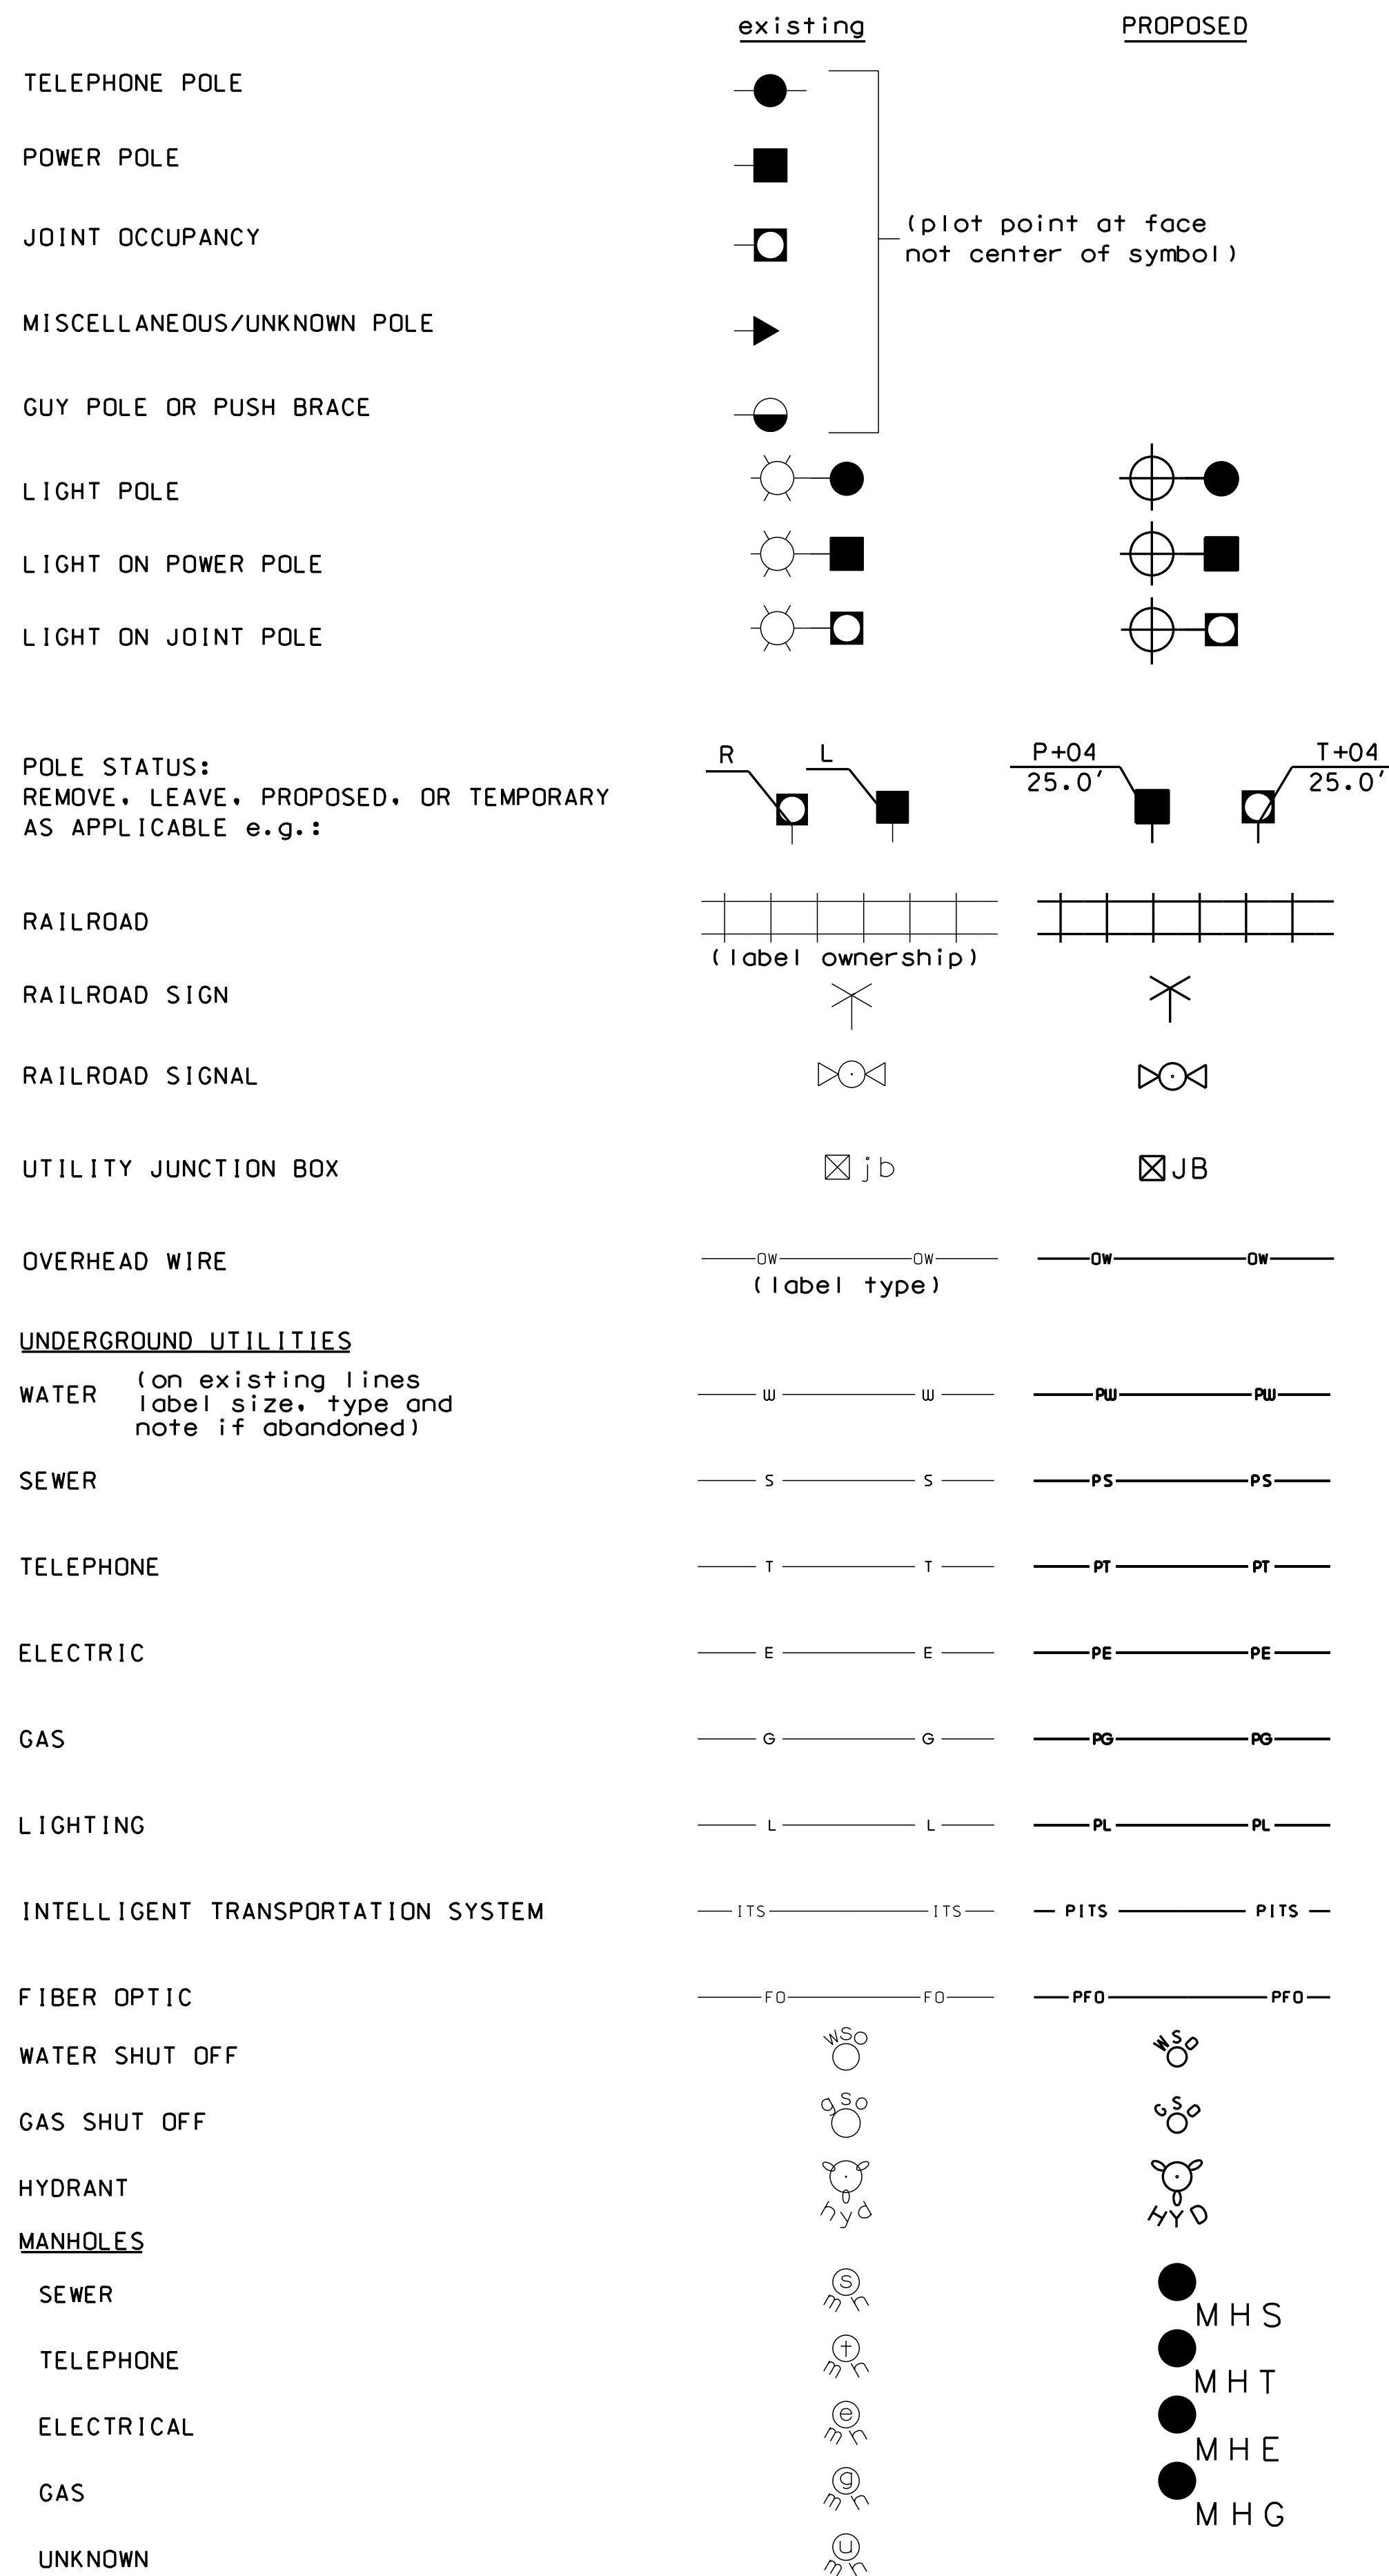 existing PROPOSED
TELEPHONE POLE
POWER POLE
JOINT OCCUPANCY
(plot point at face
not center of symbol)
MISCELLANEOUS/UNKNOWN POLE
GUY POLE OR PUSH BRACE
LIGHT POLE
LIGHT ON POWER POLE
LIGHT ON JOINT POLE
POLE STATUS:
REMOVE, LEAVE, PROPOSED, OR TEMPORARY
AS APPLICABLE e.g.:
R L P+04 T+04
25.0' 25.0'
RAILROAD
(label ownership)
RAILROAD SIGN
RAILROAD SIGNAL
UTILITY JUNCTION BOX jb JB
OVERHEAD WIRE OW OW OW OW
(label type)
UNDERGROUND UTILITIES
WATER (on existing lines
label size, type and
note if abandoned)
W W PW PW
SEWER S S PS PS
TELEPHONE T T PT PT
ELECTRIC E E PE PE
GAS G G PG PG
LIGHTING L L PL PL
INTELLIGENT TRANSPORTATION SYSTEM ITS ITS PITS PITS
FIBER OPTIC FO FO PFO PFO
WATER SHUT OFF wso WSO
GAS SHUT OFF gso GSO
HYDRANT hyd HYD
MANHOLES
SEWER s mh MHS
TELEPHONE t mh MHT
ELECTRICAL e mh MHE
GAS g mh MHG
UNKNOWN u mh